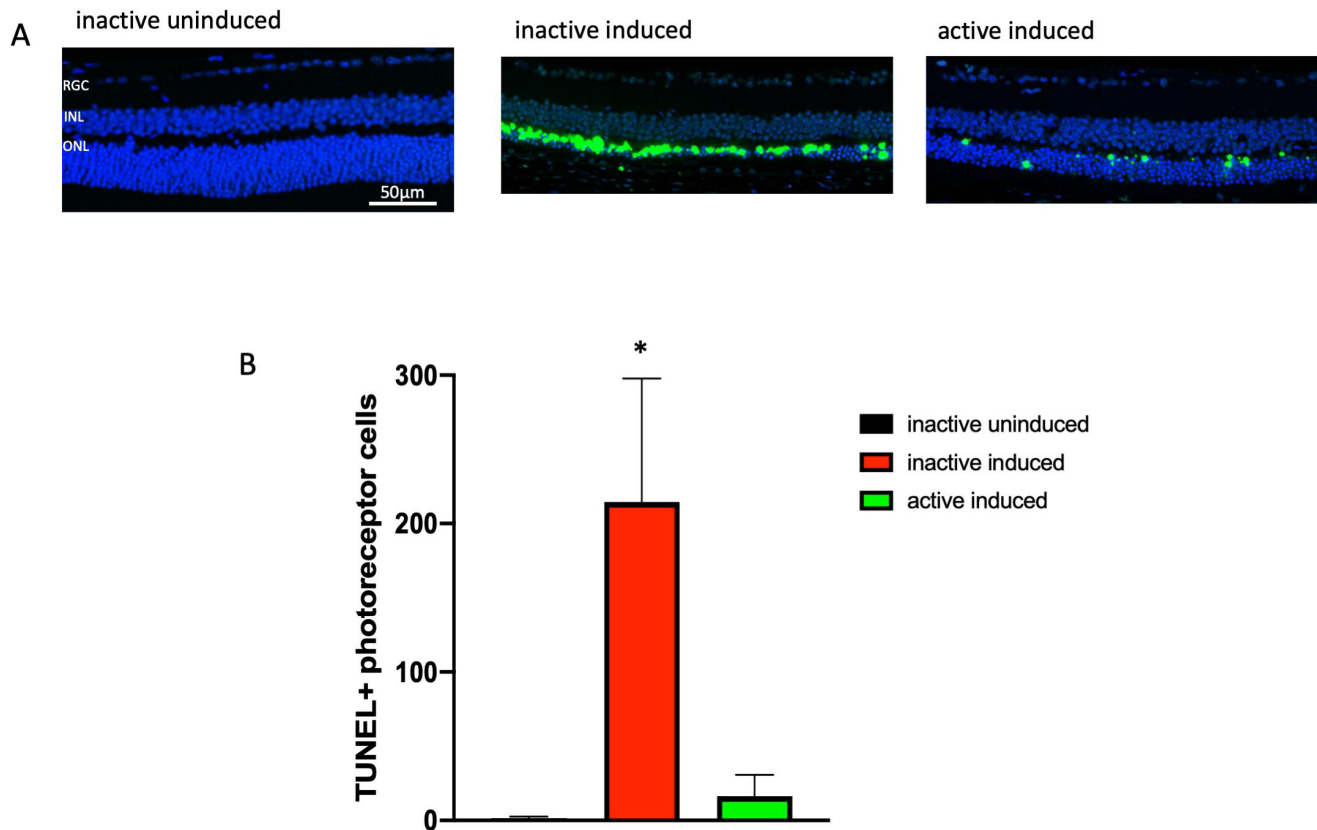 A
inactive uninduced
inactive induced
active induced
RGC
INL
ONL
50µm
B
*
TUNEL+ photoreceptor cells
300
200
100
0
inactive uninduced
inactive induced
active induced